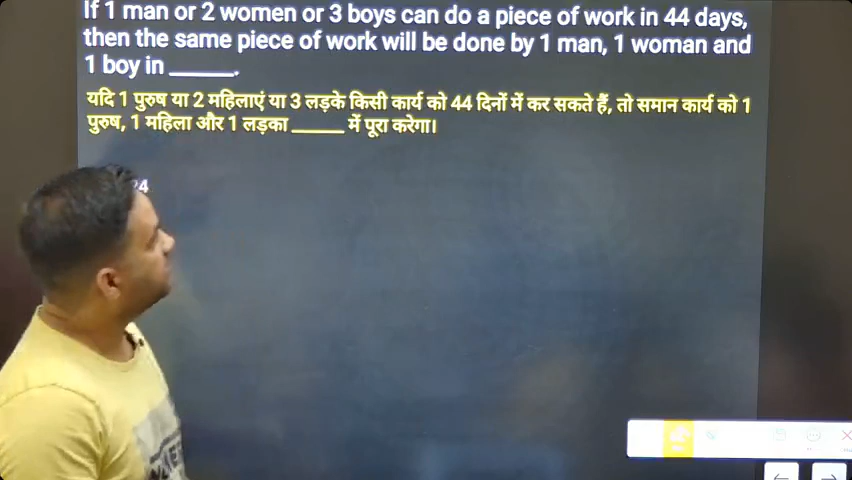 If 1 man or 2 women or 3 boys can do a piece of work in 44 days,
then the same piece of work will be done by 1 man, 1 woman and
1 boy in ______.
यदि 1 पुरुष या 2 महिलाएं या 3 लड़के किसी कार्य को 44 दिनों में कर सकते हैं, तो समान कार्य को 1
पुरुष, 1 महिला और 1 लड़का ______ में पूरा करेगा।
24